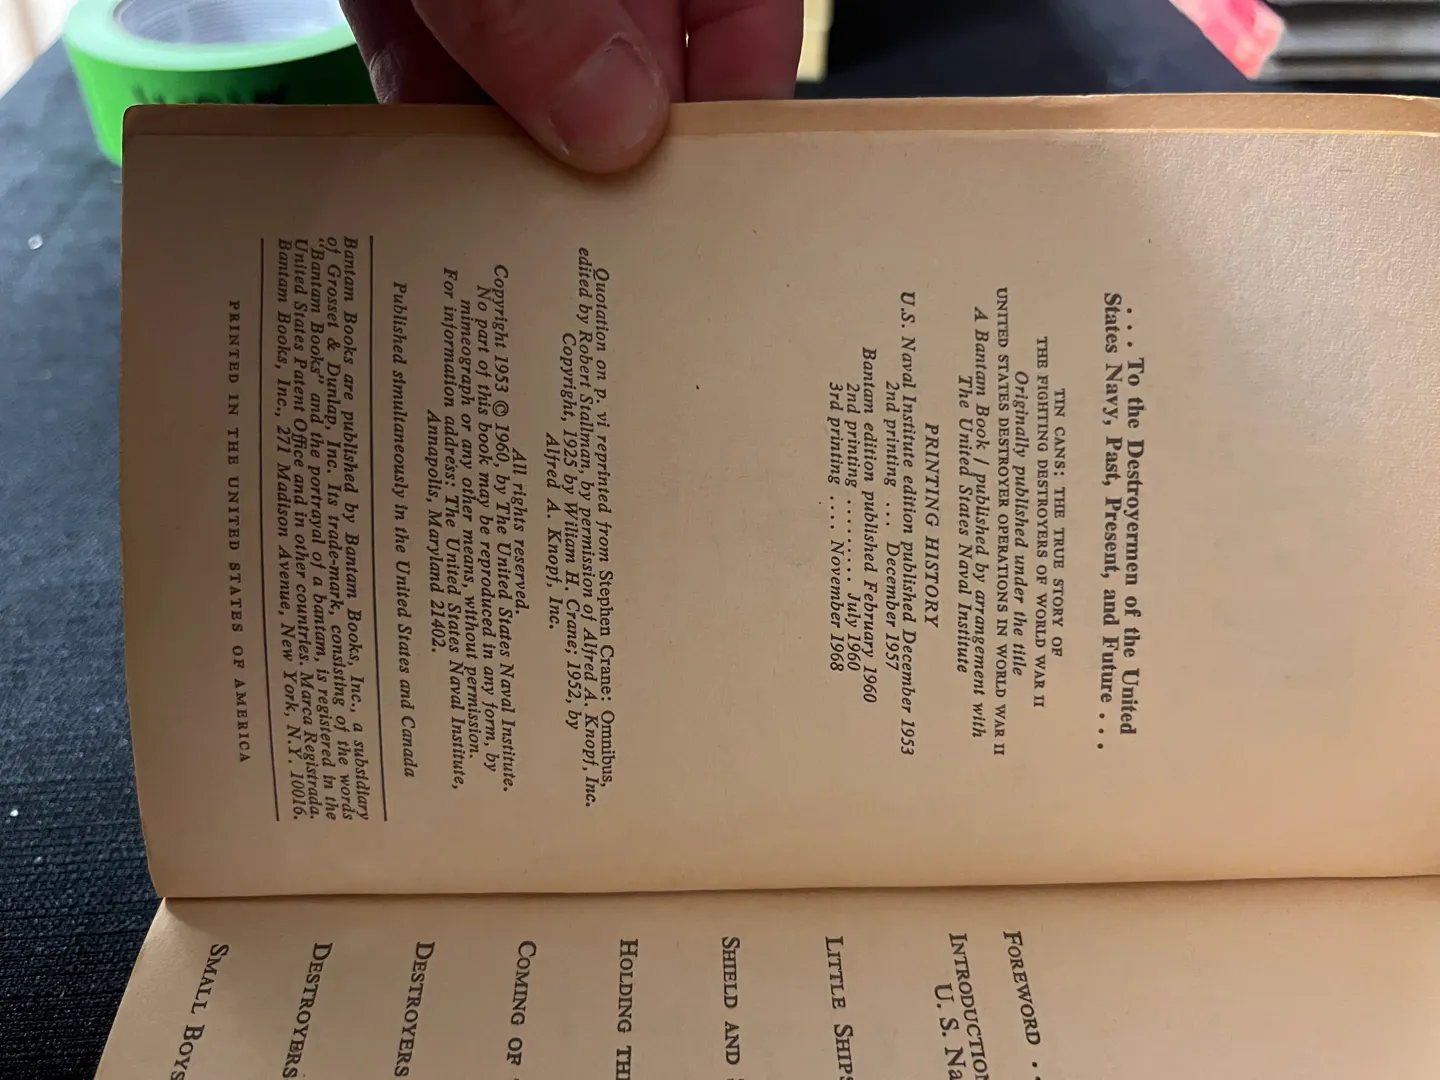 . . . To the Destroyermen of the United
States Navy, Past, Present, and Future . . .
TIN CANS: THE TRUE STORY OF
THE FIGHTING DESTROYERS OF WORLD WAR II
Originally published under the title
UNITED STATES DESTROYER OPERATIONS IN WORLD WAR II
A Bantam Book / published by arrangement with
The United States Naval Institute
PRINTING HISTORY
U.S. Naval Institute edition published December 1953
2nd printing . . . December 1957
Bantam edition published February 1960
2nd printing . . . . . . . . July 1960
3rd printing . . . . November 1968
Quotation on p. vi reprinted from Stephen Crane: Omnibus,
edited by Robert Stallman, by permission of Alfred A. Knopf, Inc.
Copyright, 1925 by William H. Crane; 1952, by
Alfred A. Knopf, Inc.
All rights reserved.
Copyright 1953 © 1960, by The United States Naval Institute.
No part of this book may be reproduced in any form, by
mimeograph or any other means, without permission.
For information address: The United States Naval Institute,
Annapolis, Maryland 21402.
Published simultaneously in the United States and Canada
Bantam Books are published by Bantam Books, Inc., a subsidiary
of Grosset & Dunlap, Inc. Its trade-mark, consisting of the words
"Bantam Books" and the portrayal of a bantam, is registered in the
United States Patent Office and in other countries. Marca Registrada.
Bantam Books, Inc., 271 Madison Avenue, New York, N.Y. 10016.
PRINTED IN THE UNITED STATES OF AMERICA
FOREWORD . .
INTRODUCTION
U. S. Na
LITTLE SHIPS
SHIELD AND
HOLDING TH
COMING OF
DESTROYERS
DESTROYERS
SMALL BOYS